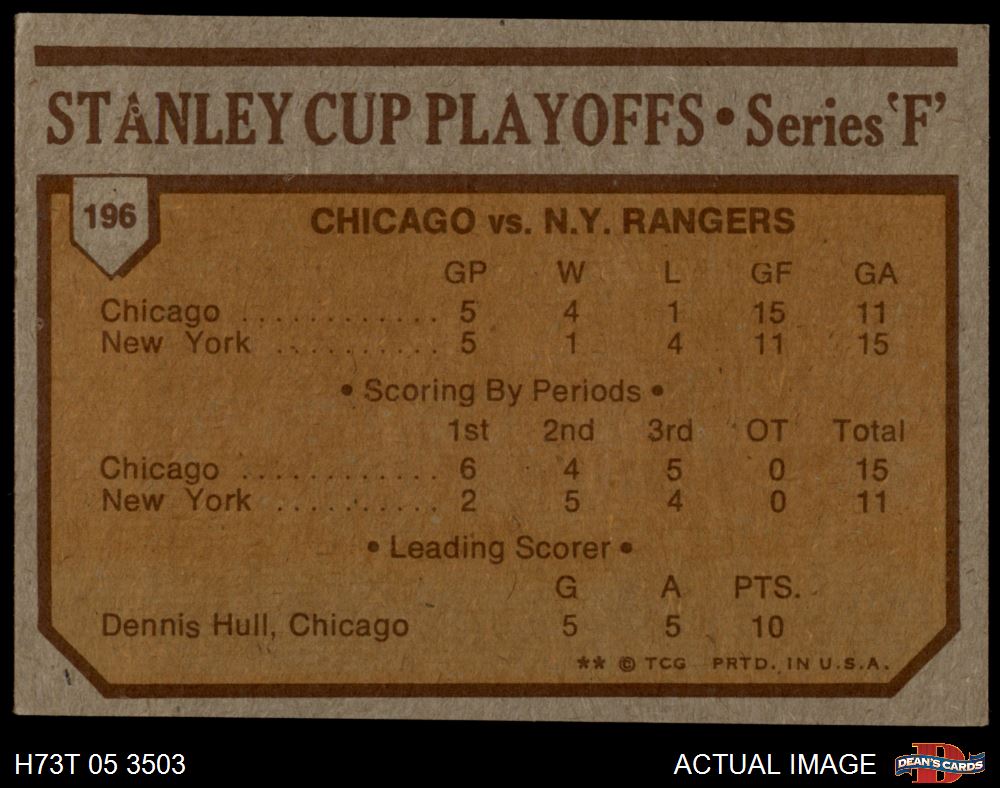 STANLEY CUP PLAYOFFS • Series 'F'
196
CHICAGO vs. N.Y. RANGERS
GP W L GF GA
Chicago . . . . . . . . . . . . 5 4 1 15 11
New York . . . . . . . . . . 5 1 4 11 15
• Scoring By Periods •
1st 2nd 3rd OT Total
Chicago . . . . . . . . . . . . 6 4 5 0 15
New York . . . . . . . . . . 2 5 4 0 11
• Leading Scorer •
G A PTS.
Dennis Hull, Chicago 5 5 10
** © TCG PRTD. IN U.S.A.
H73T 05 3503 ACTUAL IMAGE DEAN'S CARDS